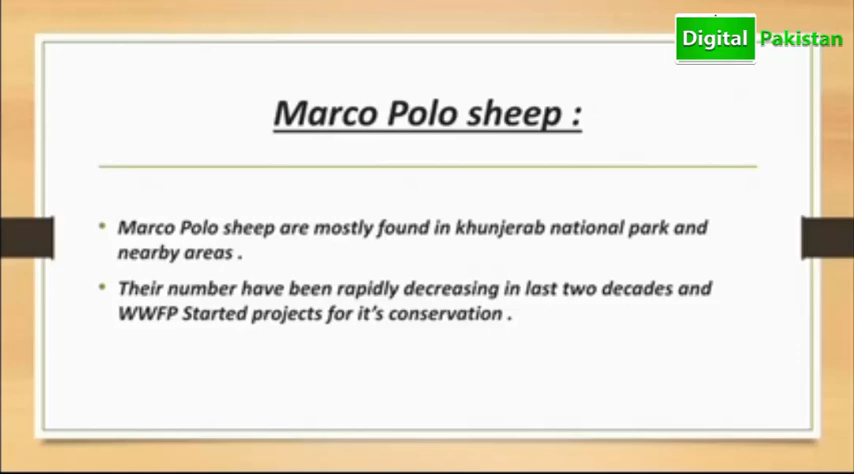 Digital Pakistan
Marco Polo sheep :
• Marco Polo sheep are mostly found in khunjerab national park and
nearby areas .
• Their number have been rapidly decreasing in last two decades and
WWFP Started projects for it's conservation .